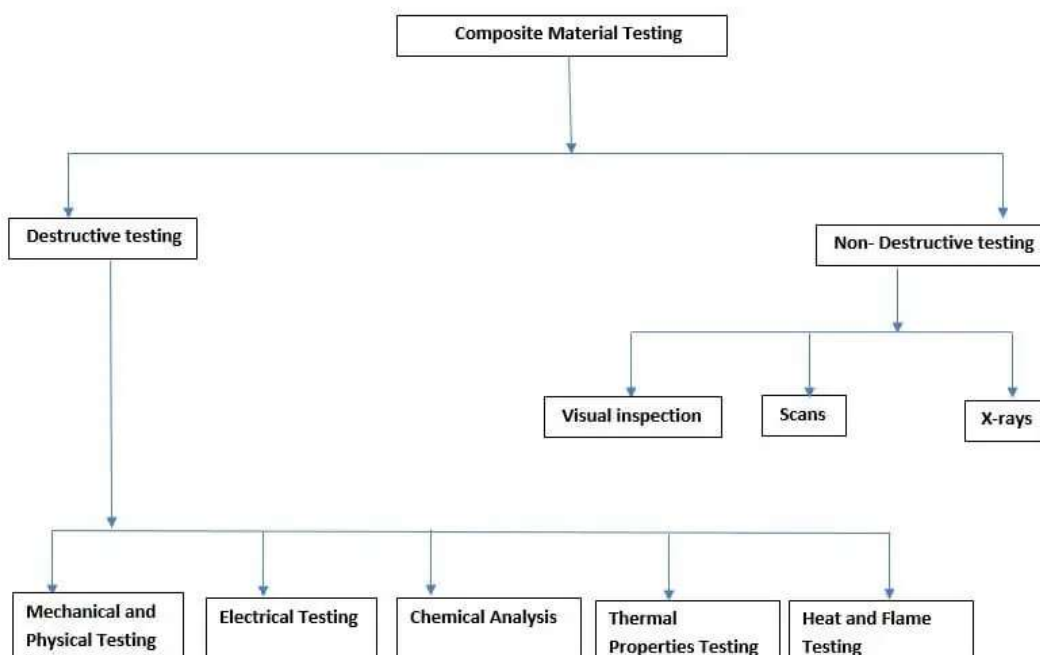 Composite Material Testing
Destructive testing
Non- Destructive testing
Visual inspection
Scans
X-rays
Mechanical and
Physical Testing
Electrical Testing
Chemical Analysis
Thermal
Properties Testing
Heat and Flame
Testing